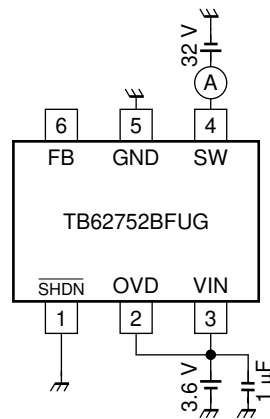 32 V
A
6 5 4
FB GND SW
TB62752BFUG
SHDN OVD VIN
1 2 3
3.6 V
1 μF